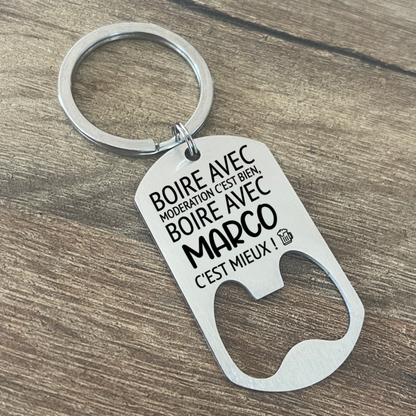 BOIRE AVEC
MODERATION C'EST BIEN,
BOIRE AVEC
MARCO
C'EST MIEUX !